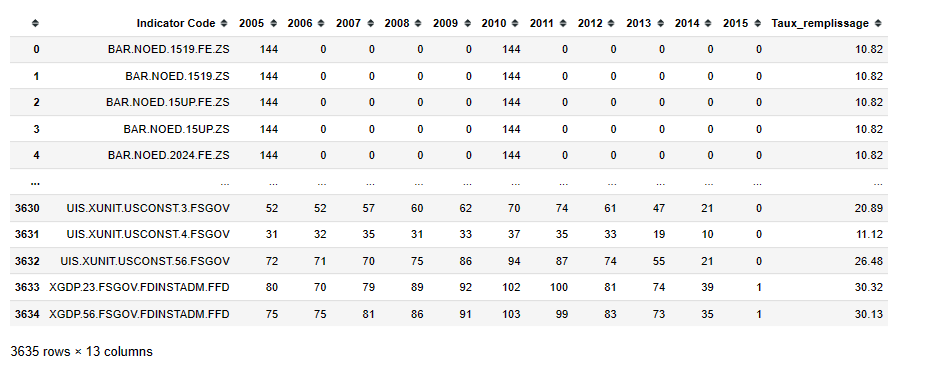 Indicator Code 2005 2006 2007 2008 2009 2010 2011 2012 2013 2014 2015 Taux_remplissage
0 BAR.NOED.1519.FE.ZS 144 0 0 0 0 144 0 0 0 0 0 10.82
1 BAR.NOED.1519.ZS 144 0 0 0 0 144 0 0 0 0 0 10.82
2 BAR.NOED.15UP.FE.ZS 144 0 0 0 0 144 0 0 0 0 0 10.82
3 BAR.NOED.15UP.ZS 144 0 0 0 0 144 0 0 0 0 0 10.82
4 BAR.NOED.2024.FE.ZS 144 0 0 0 0 144 0 0 0 0 0 10.82
... ... ... ... ... ... ... ... ... ... ... ... ... ...
3630 UIS.XUNIT.USCONST.3.FSGOV 52 52 57 60 62 70 74 61 47 21 0 20.89
3631 UIS.XUNIT.USCONST.4.FSGOV 31 32 35 31 33 37 35 33 19 10 0 11.12
3632 UIS.XUNIT.USCONST.56.FSGOV 72 71 70 75 86 94 87 74 55 21 0 26.48
3633 XGDP.23.FSGOV.FDINSTADM.FFD 80 70 79 89 92 102 100 81 74 39 1 30.32
3634 XGDP.56.FSGOV.FDINSTADM.FFD 75 75 81 86 91 103 99 83 73 35 1 30.13
3635 rows × 13 columns